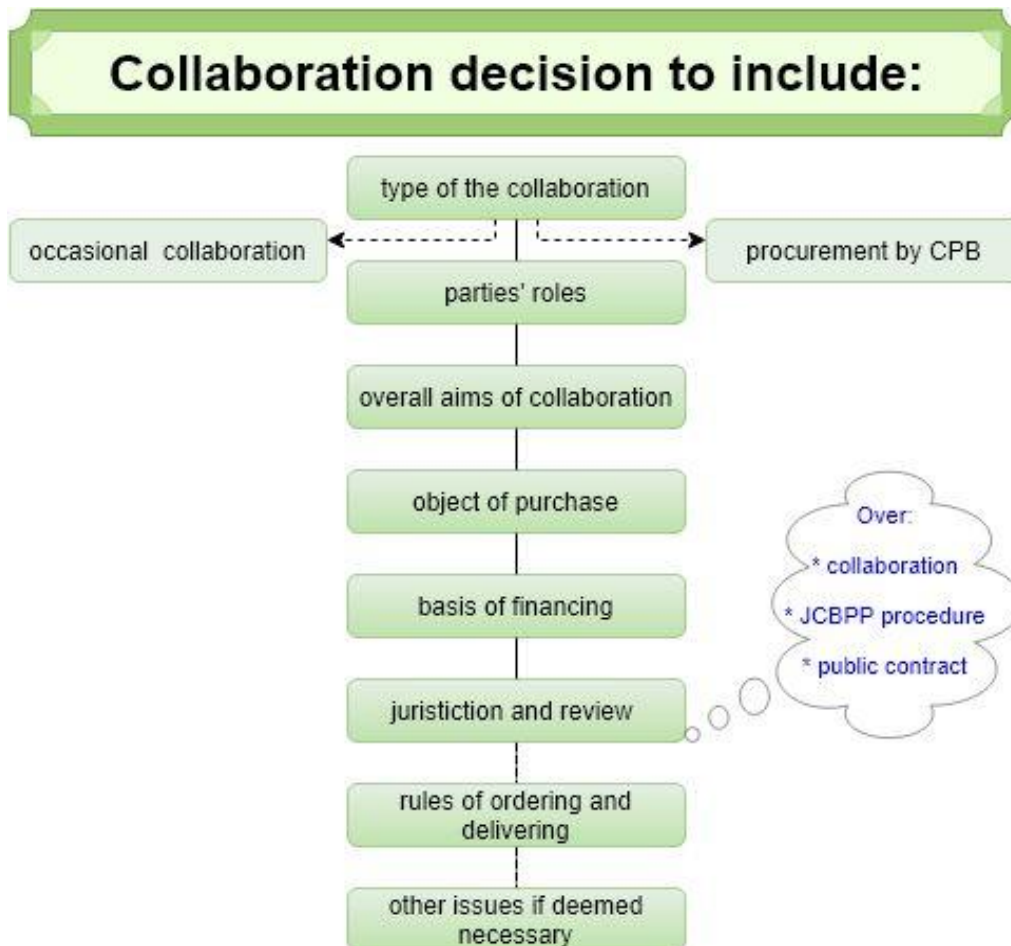 Collaboration decision to include:
type of the collaboration
occasional collaboration
procurement by CPB
parties' roles
overall aims of collaboration
object of purchase
basis of financing
Over:
* collaboration
* JCBPP procedure
* public contract
juristiction and review
rules of ordering and
delivering
other issues if deemed
necessary